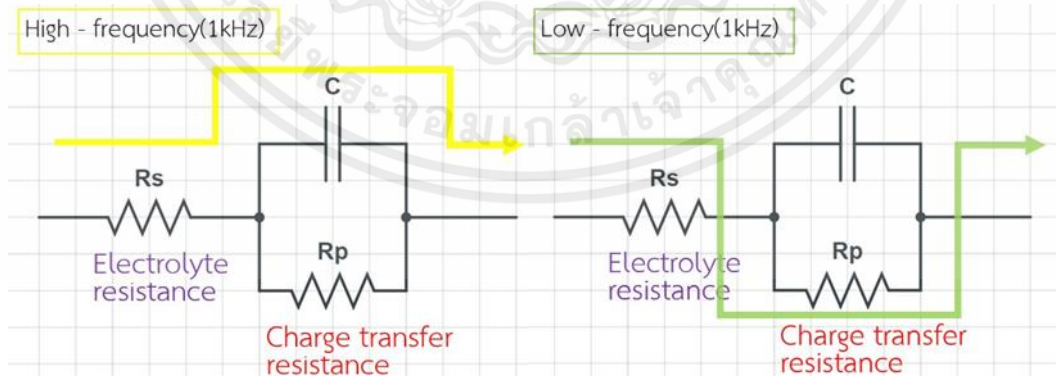 High - frequency(1kHz)
C
Rs
Electrolyte
resistance
Rp
Charge transfer
resistance
Low - frequency(1kHz)
C
Rs
Electrolyte
resistance
Rp
Charge transfer
resistance